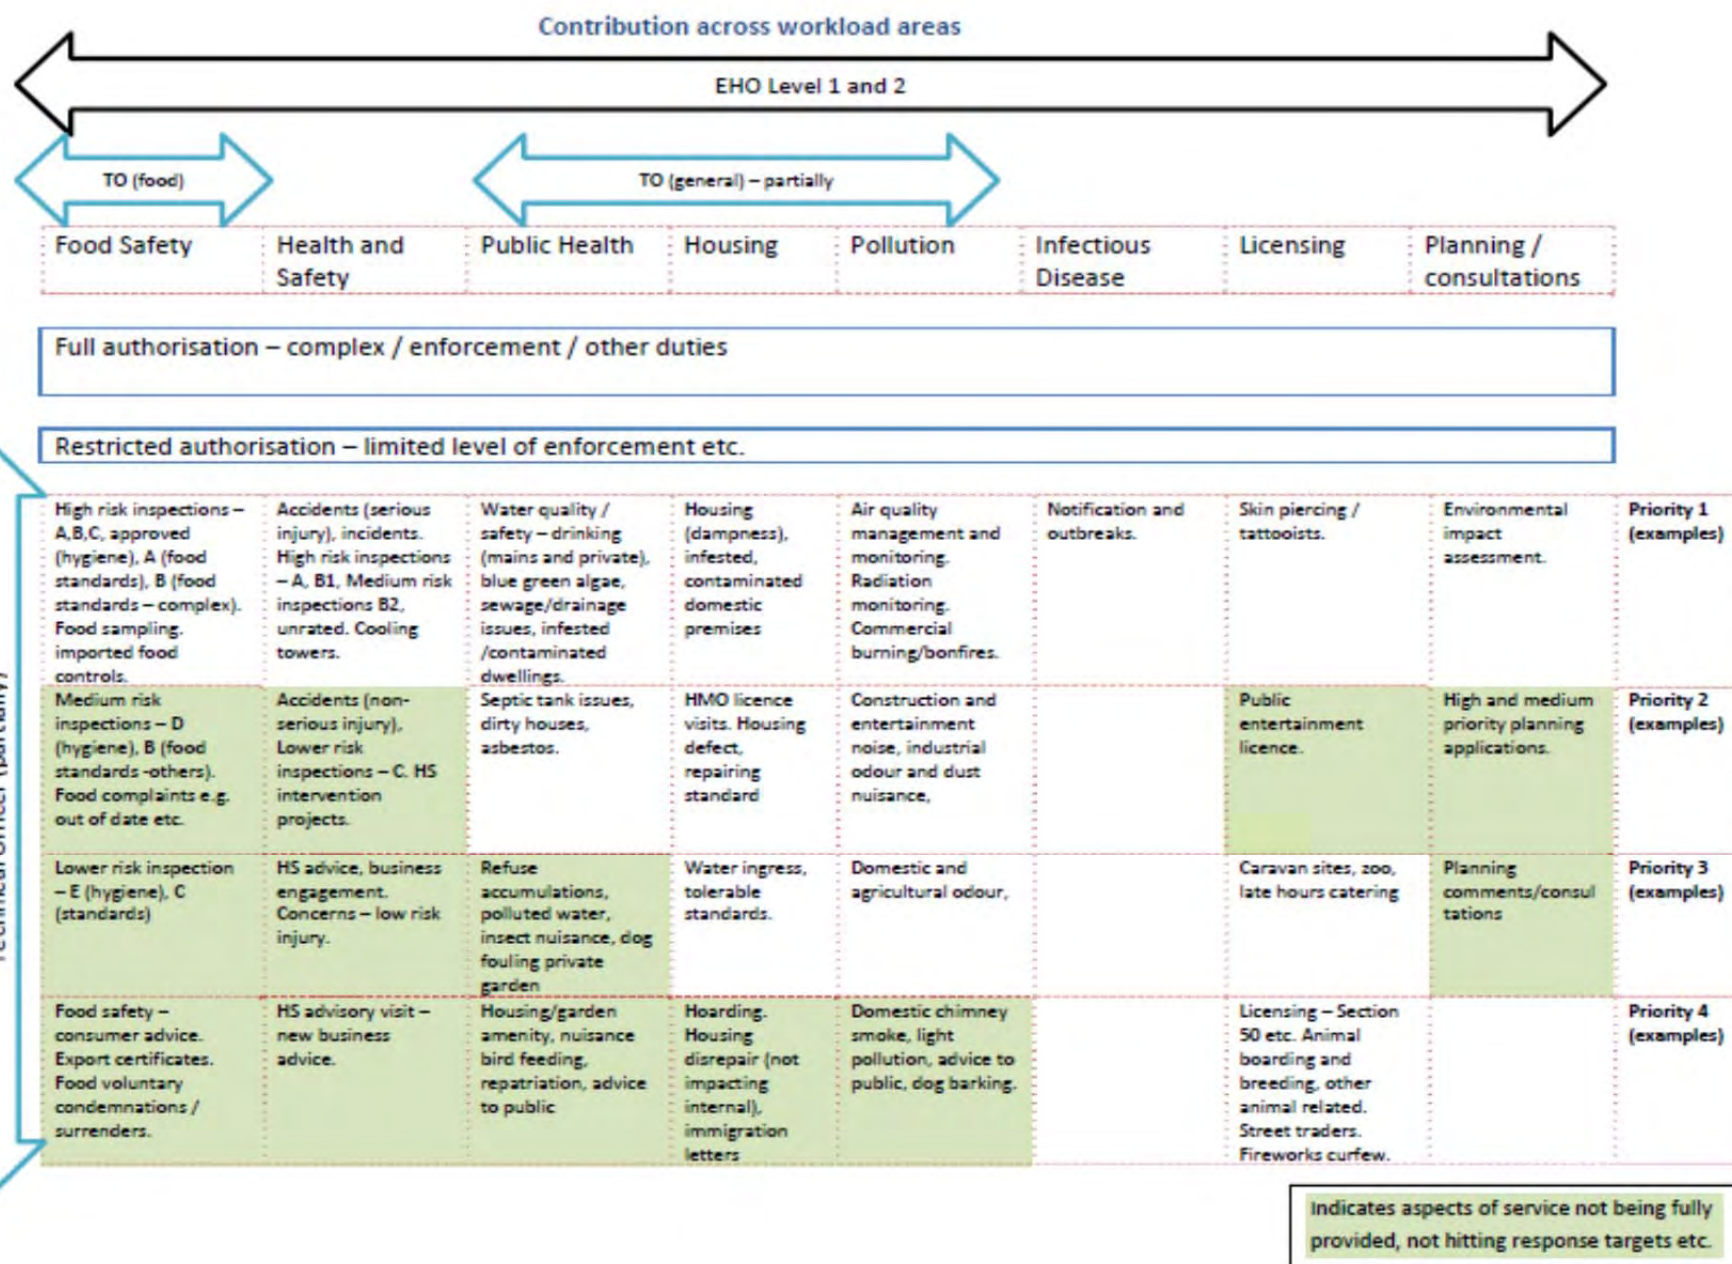 Contribution across workload areas
EHO Level 1 and 2
TO (food)
TO (general) – partially
Food Safety
Health and
Safety
Public Health
Housing
Pollution
Infectious
Disease
Licensing
Planning /
consultations
Full authorisation – complex / enforcement / other duties
Restricted authorisation – limited level of enforcement etc.
High risk inspections –
A,B,C, approved
(hygiene), A (food
standards), B (food
standards – complex).
Food sampling.
imported food
controls.
Accidents (serious
injury), incidents.
High risk inspections
– A, B1, Medium risk
inspections B2,
unrated. Cooling
towers.
Water quality /
safety – drinking
(mains and private),
blue green algae,
sewage/drainage
issues, infested
/contaminated
dwellings.
Housing
(dampness),
infested,
contaminated
domestic
premises
Air quality
management and
monitoring.
Radiation
monitoring.
Commercial
burning/bonfires.
Notification and
outbreaks.
Skin piercing /
tattooists.
Environmental
impact
assessment.
Priority 1
(examples)
Medium risk
inspections – D
(hygiene), B (food
standards -others).
Food complaints e.g.
out of date etc.
Accidents (non-
serious injury),
Lower risk
inspections – C. HS
intervention
projects.
Septic tank issues,
dirty houses,
asbestos.
HMO licence
visits. Housing
defect,
repairing
standard
Construction and
entertainment
noise, industrial
odour and dust
nuisance,
Public
entertainment
licence.
High and medium
priority planning
applications.
Priority 2
(examples)
Lower risk inspection
– E (hygiene), C
(standards)
HS advice, business
engagement.
Concerns – low risk
injury.
Refuse
accumulations,
polluted water,
insect nuisance, dog
fouling private
garden
Water ingress,
tolerable
standards.
Domestic and
agricultural odour,
Caravan sites, zoo,
late hours catering
Planning
comments/consul
tations
Priority 3
(examples)
Food safety –
consumer advice.
Export certificates.
Food voluntary
condemnations /
surrenders.
HS advisory visit –
new business
advice.
Housing/garden
amenity, nuisance
bird feeding,
repatriation, advice
to public
Hoarding.
Housing
disrepair (not
impacting
internal),
immigration
letters
Domestic chimney
smoke, light
pollution, advice to
public, dog barking.
Licensing – Section
50 etc. Animal
boarding and
breeding, other
animal related.
Street traders.
Fireworks curfew.
Priority 4
(examples)
Indicates aspects of service not being fully
provided, not hitting response targets etc.